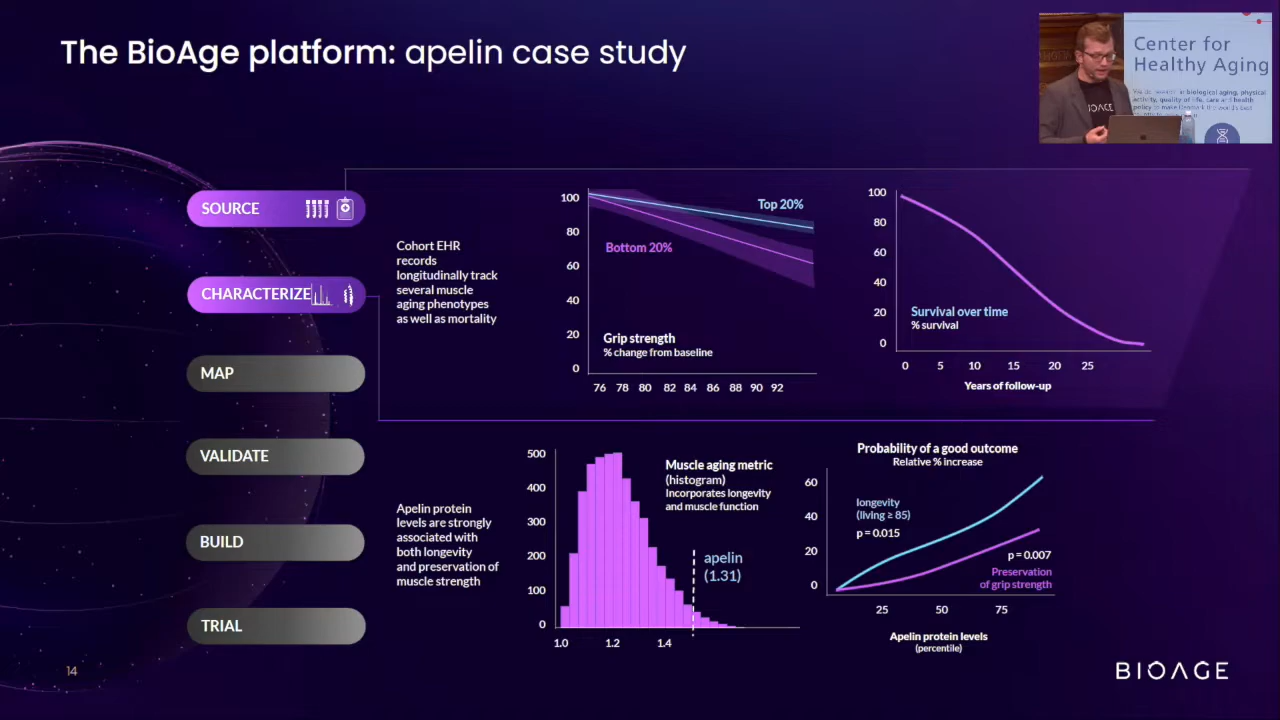 The BioAge platform: apelin case study
Center for
Healthy Aging
BIOAGE
SOURCE
CHARACTERIZE
MAP
VALIDATE
BUILD
TRIAL
Cohort EHR
records
longitudinally track
several muscle
aging phenotypes
as well as mortality
100
80
60
40
20
0
Top 20%
Bottom 20%
Grip strength
% change from baseline
76 78 80 82 84 86 88 90 92
100
80
60
40
20
0
Survival over time
% survival
0 5 10 15 20 25
Years of follow-up
Apelin protein
levels are strongly
associated with
both longevity
and preservation of
muscle strength
500
400
300
200
100
0
Muscle aging metric
(histogram)
Incorporates longevity
and muscle function
apelin
(1.31)
1.0 1.2 1.4
Probability of a good outcome
Relative % increase
60
40
20
0
longevity
(living ≥ 85)
p = 0.015
p = 0.007
Preservation
of grip strength
25 50 75
Apelin protein levels
(percentile)
14
BIOAGE